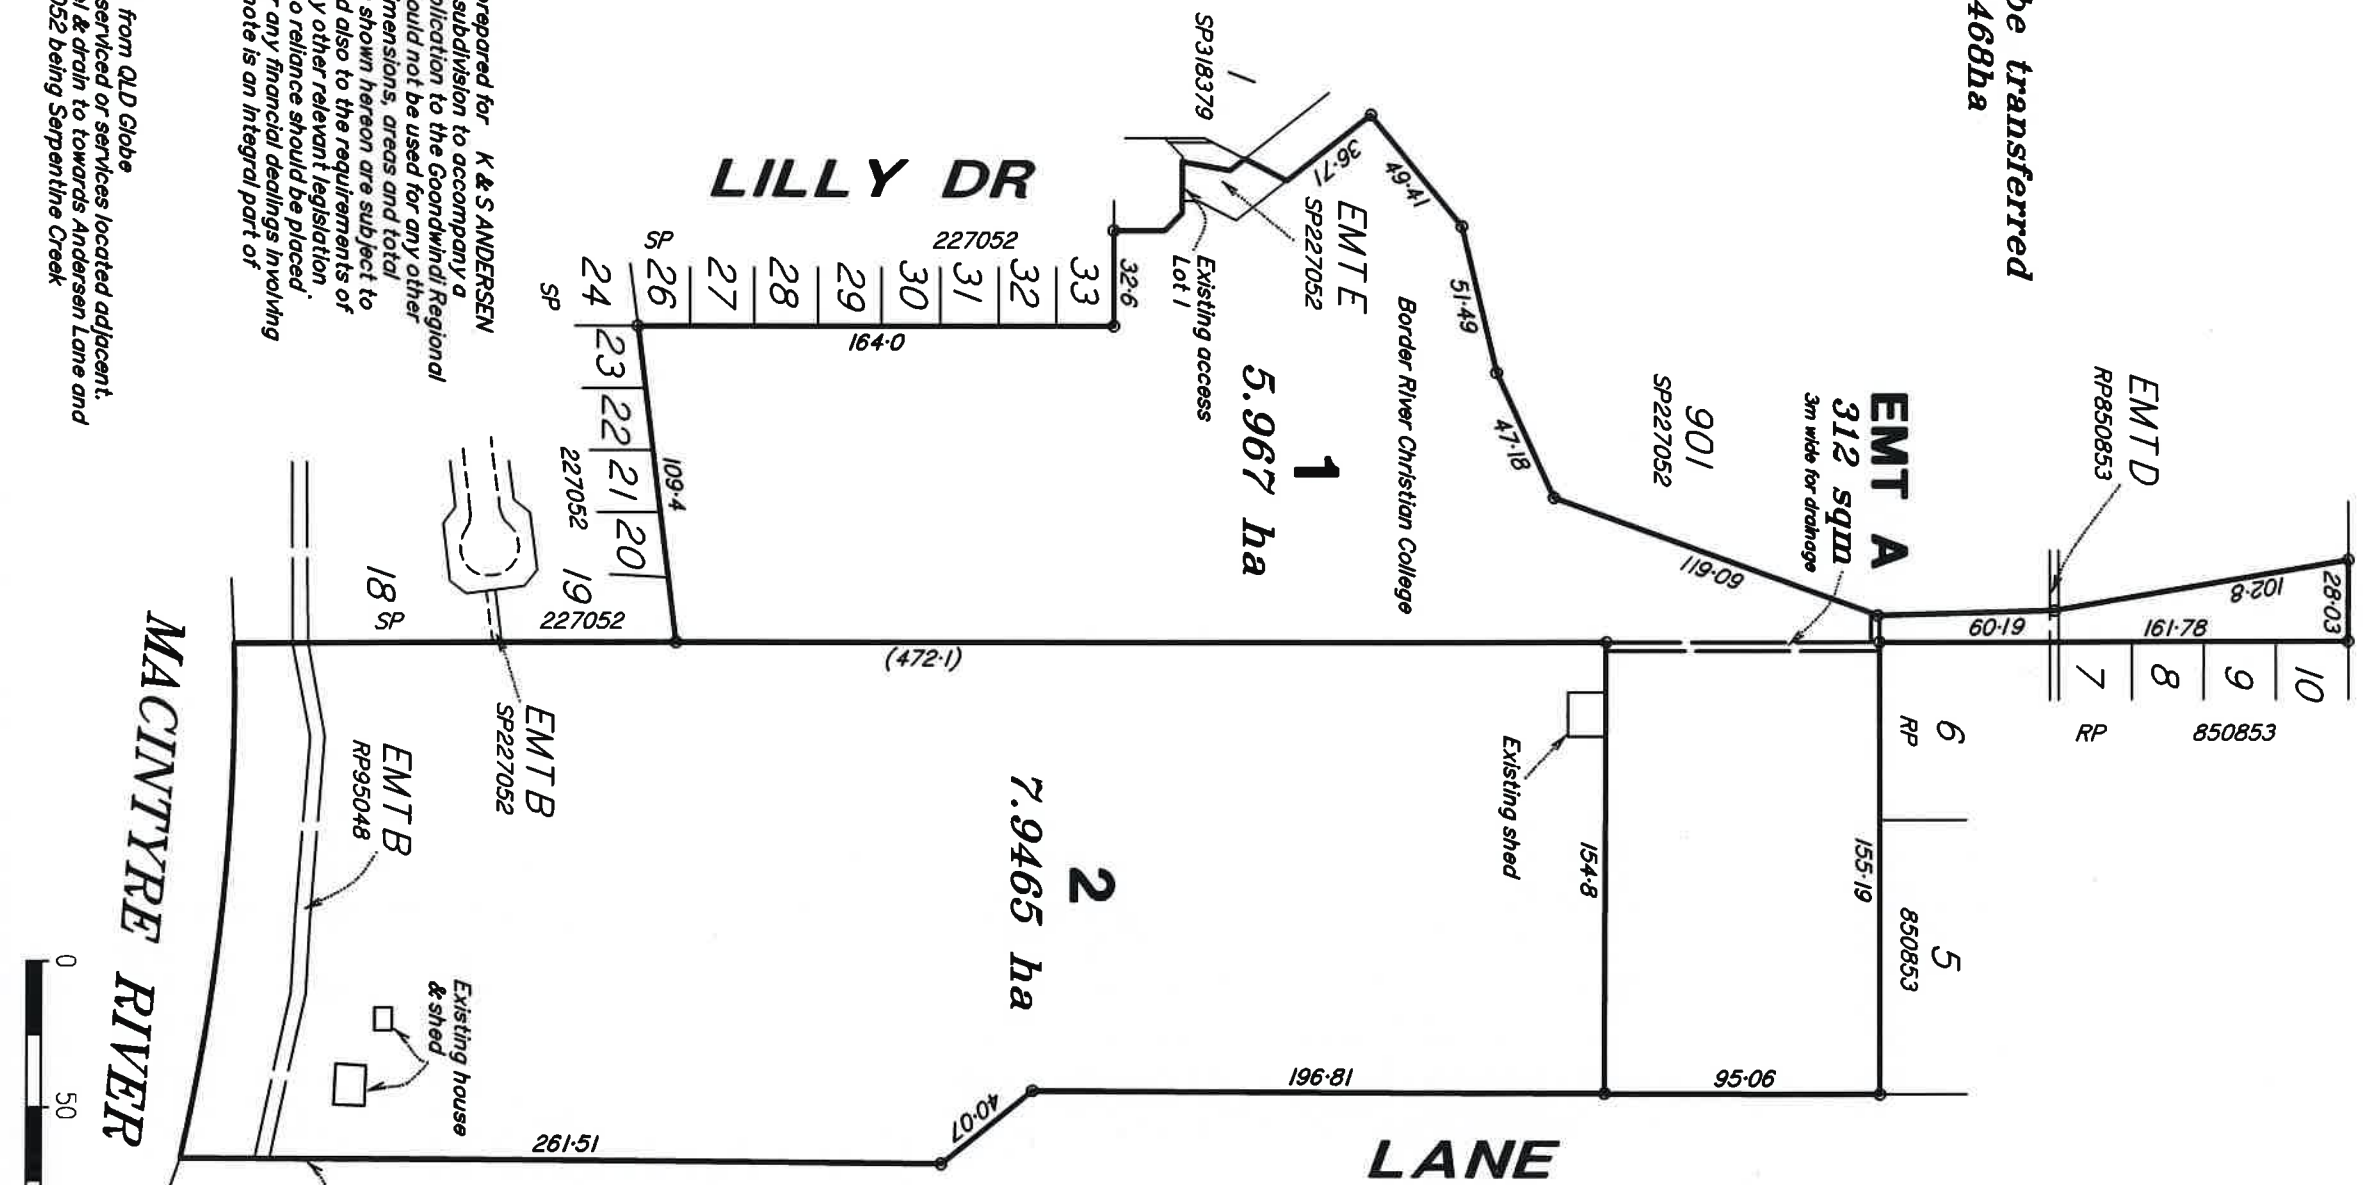 be transferred
468ha
1
SP318379
LILLY DR
EMT E
SP227052
Existing access
Lot 1
36·71
49·41
51·49
47·18
119·09
32·6
Border River Christian College
1
5.967 ha
901
SP227052
EMT A
312 sqm
3m wide for drainage
EMT D
RP850853
28·03
102·8
60·19
161·78
10
9
8
7
RP 850853
6
RP
5
850853
155·19
95·06
154·8
Existing shed
196·81
40·07
261·51
LANE
2
7.9465 ha
(472·1)
33
32
31
30
29
28
27
26
SP 227052
164·0
24
SP
23
22
21
20
227052
109·4
19
227052
18
SP
EMT B
SP227052
EMT B
RP95048
Existing house
& shed
MACINTYRE RIVER
0 50
repared for K & S ANDERSEN
subdivision to accompany a
plication to the Goondwindi Regional
ould not be used for any other
mensions, areas and total
shown hereon are subject to
d also to the requirements of
y other relevant legislation
o reliance should be placed
r any financial dealings involving
note is an integral part of
from QLD Globe
serviced or services located adjacent.
l & drain to towards Andersen Lane and
052 being Serpentine Creek